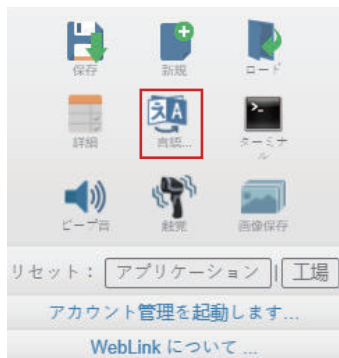 保存 新規 ロード
詳細 言語... ターミナル
ビープ音 触覚 画像保存
リセット： アプリケーション | 工場
アカウント管理を起動します...
WebLink について ...